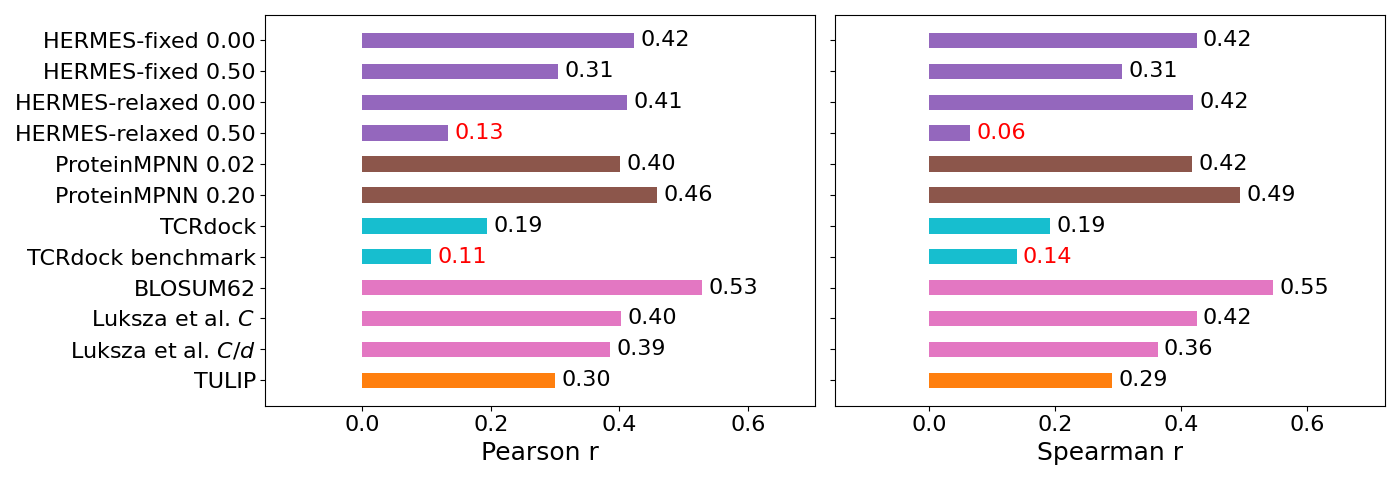 HERMES-fixed 0.00 0.42 0.42
HERMES-fixed 0.50 0.31 0.31
HERMES-relaxed 0.00 0.41 0.42
HERMES-relaxed 0.50 0.13 0.06
ProteinMPNN 0.02 0.40 0.42
ProteinMPNN 0.20 0.46 0.49
TCRdock 0.19 0.19
TCRdock benchmark 0.11 0.14
BLOSUM62 0.53 0.55
Luksza et al. C 0.40 0.42
Luksza et al. C/d 0.39 0.36
TULIP 0.30 0.29
0.0 0.2 0.4 0.6 0.0 0.2 0.4 0.6
Pearson r Spearman r